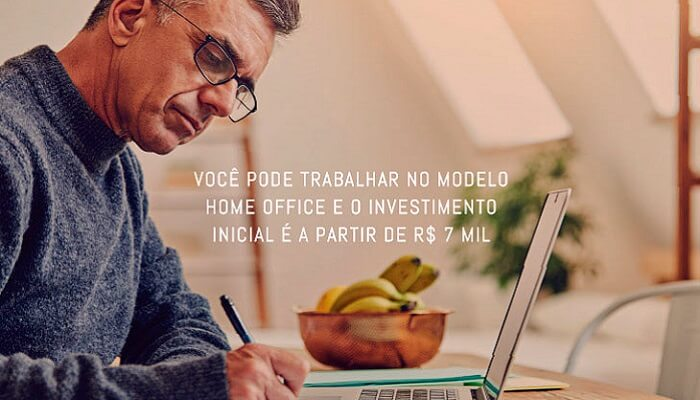 VOCÊ PODE TRABALHAR NO MODELO
HOME OFFICE E O INVESTIMENTO
INICIAL É A PARTIR DE R$ 7 MIL